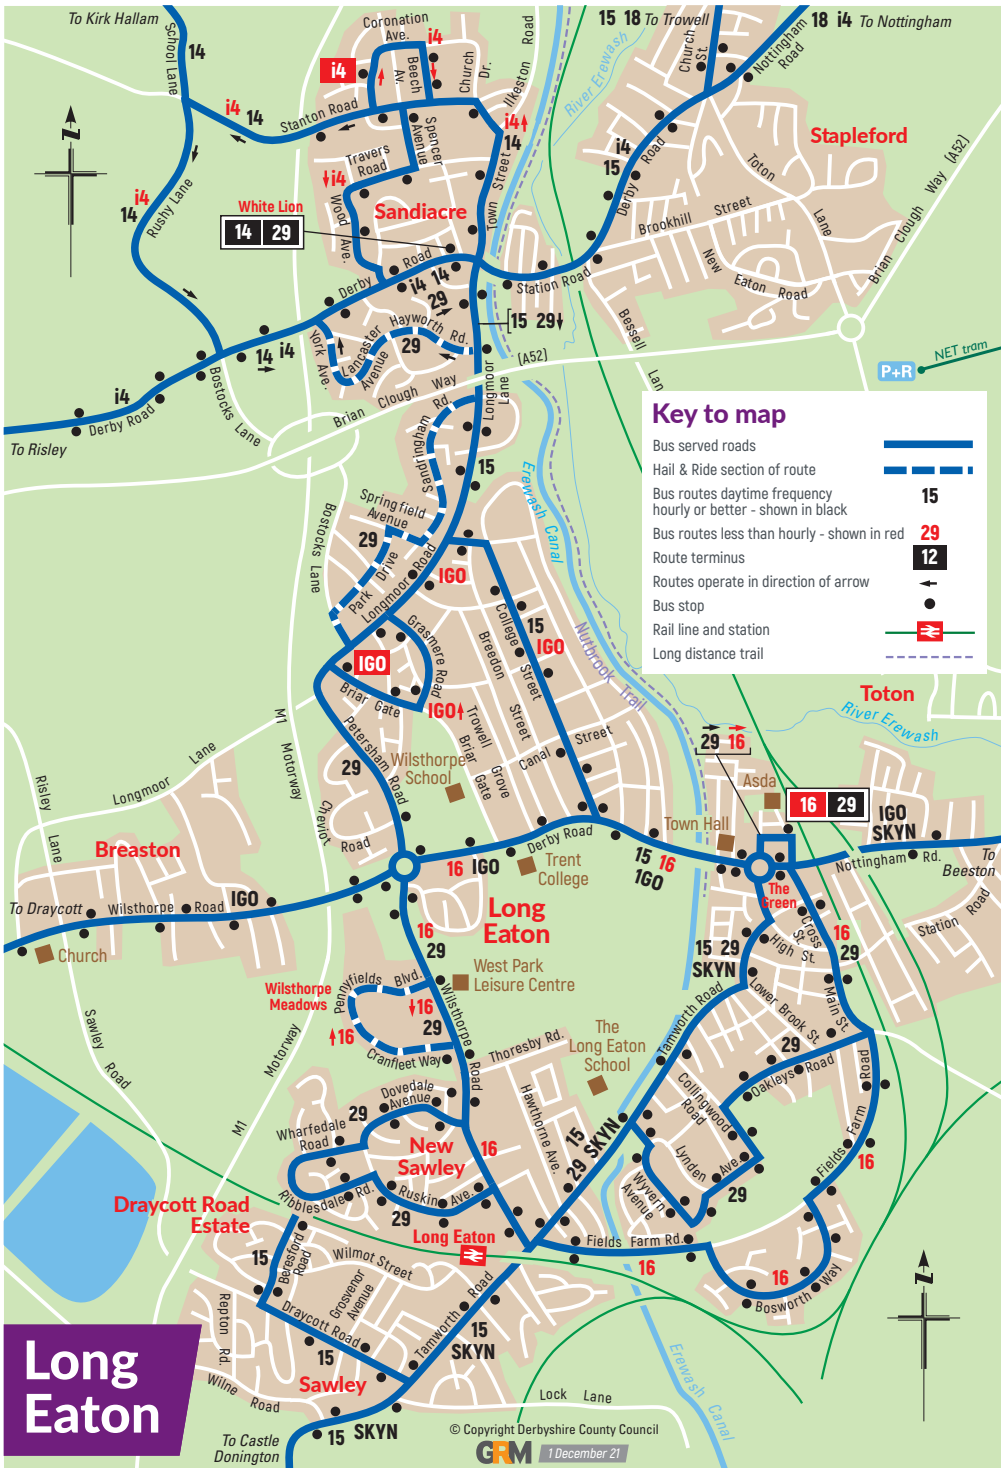 To Kirk Hallam
School Lane
14
Coronation
Ave.
i4
i4
Beech
Av.
Church
Dr.
Ilkeston Road
15 18 To Trowell
Church
St.
18 i4 To Nottingham
Nottingham
Road
River Erewash
i4 14
Stanton Road
i4
14
Spencer
Avenue
Travers
Road
i4
Wood
Ave.
Sandiacre
Town Street
i4
15
Derby Road
Stapleford
Toton
Lane
Brookhill Street
New
Eaton Road
Brian Clough Way (A52)
i4
14
Rushy Lane
White Lion
14 29
Derby Road
i4 14
29
Station Road
15 29
Bessell
Lan
NET tram
P+R
York Ave.
Lancaster
Avenue
Hayworth Rd.
29
14 i4
i4
Derby Road
To Risley
Bostocks
Lane
Brian Clough Way
(A52)
Longmoor
Lane
Sandringham Rd.
15
Key to map
Bus served roads
Hail & Ride section of route
Bus routes daytime frequency
hourly or better - shown in black
15
Bus routes less than hourly - shown in red
29
Route terminus
12
Routes operate in direction of arrow
Bus stop
Rail line and station
Long distance trail
Erewash Canal
Springfield
Avenue
29
Bostocks Lane
Park Drive
Longmoor Road
IGO
College
Street
15
IGO
Breedon
Street
Nutbrook Trail
IGO
Grasmere Road
Briar Gate
IGO
Trowell
Grove
Briar
Gate
Canal Street
Toton
River Erewash
29 16
Asda
16 29
IGO
SKYN
M1
Motorway
Petersham Road
29
Wilsthorpe
School
Longmoor Lane
Risley
Lane
Cheviot
Road
Breaston
Derby Road
Town Hall
15 16
1GO
16 IGO
Trent
College
Nottingham Rd.
To
Beeston
The
Green
Station Road
To Draycott
Wilsthorpe Road
IGO
Church
Long
Eaton
16
29
Cross
St.
16
29
High St.
15 29
SKYN
Main St.
Wilsthorpe
Meadows
Pennyfields Blvd.
16
29
16
Cranfleet Way
Wilsthorpe
Road
West Park
Leisure Centre
Lower Brook St.
29
Oakleys Road
Tamworth Road
Sawley
Road
Motorway
M1
Thoresby Rd.
The
Long Eaton
School
Collingwood
Road
Farm
Road
Fields
16
Dovedale
Avenue
29
Wharfedale
Road
New
Sawley
16
Hawthorne Ave.
15
29 SKYN
Lynden
Ave.
29
Wyvern
Avenue
Ribblesdale Rd.
Ruskin Ave.
29
Draycott Road
Estate
Long Eaton
Fields Farm Rd.
16
16
Bosworth Way
15
Beresford
Road
Wilmot Street
Grosvenor
Avenue
Repton
Rd.
Draycott Road
15
Tamworth Road
15
SKYN
Sawley
Wilne
Road
Lock Lane
Erewash Canal
15 SKYN
To Castle
Donington
Long
Eaton
© Copyright Derbyshire County Council
GRM 1 December 21